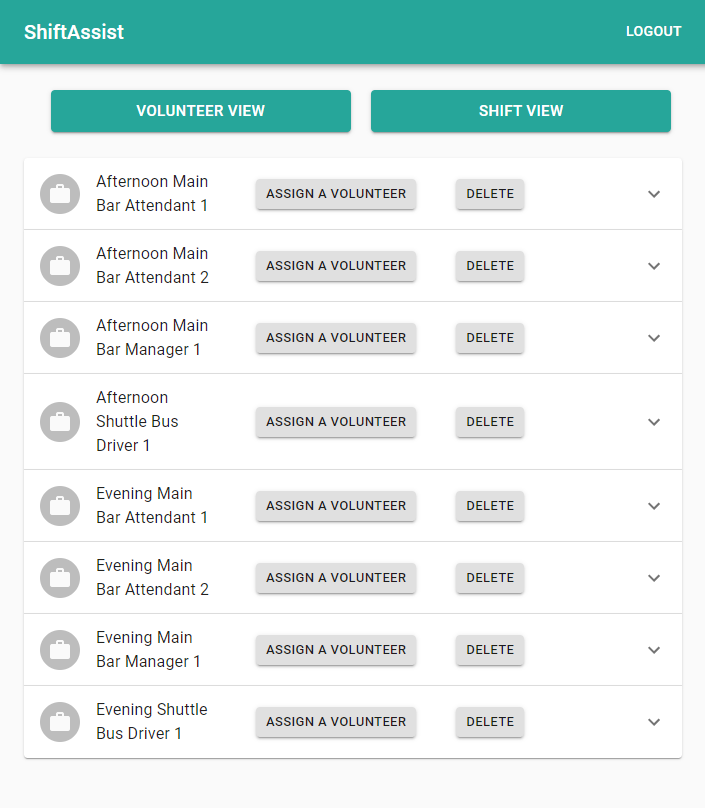 ShiftAssist
LOGOUT
VOLUNTEER VIEW
SHIFT VIEW
Afternoon Main
Bar Attendant 1
ASSIGN A VOLUNTEER
DELETE
Afternoon Main
Bar Attendant 2
ASSIGN A VOLUNTEER
DELETE
Afternoon Main
Bar Manager 1
ASSIGN A VOLUNTEER
DELETE
Afternoon
Shuttle Bus
Driver 1
ASSIGN A VOLUNTEER
DELETE
Evening Main
Bar Attendant 1
ASSIGN A VOLUNTEER
DELETE
Evening Main
Bar Attendant 2
ASSIGN A VOLUNTEER
DELETE
Evening Main
Bar Manager 1
ASSIGN A VOLUNTEER
DELETE
Evening Shuttle
Bus Driver 1
ASSIGN A VOLUNTEER
DELETE